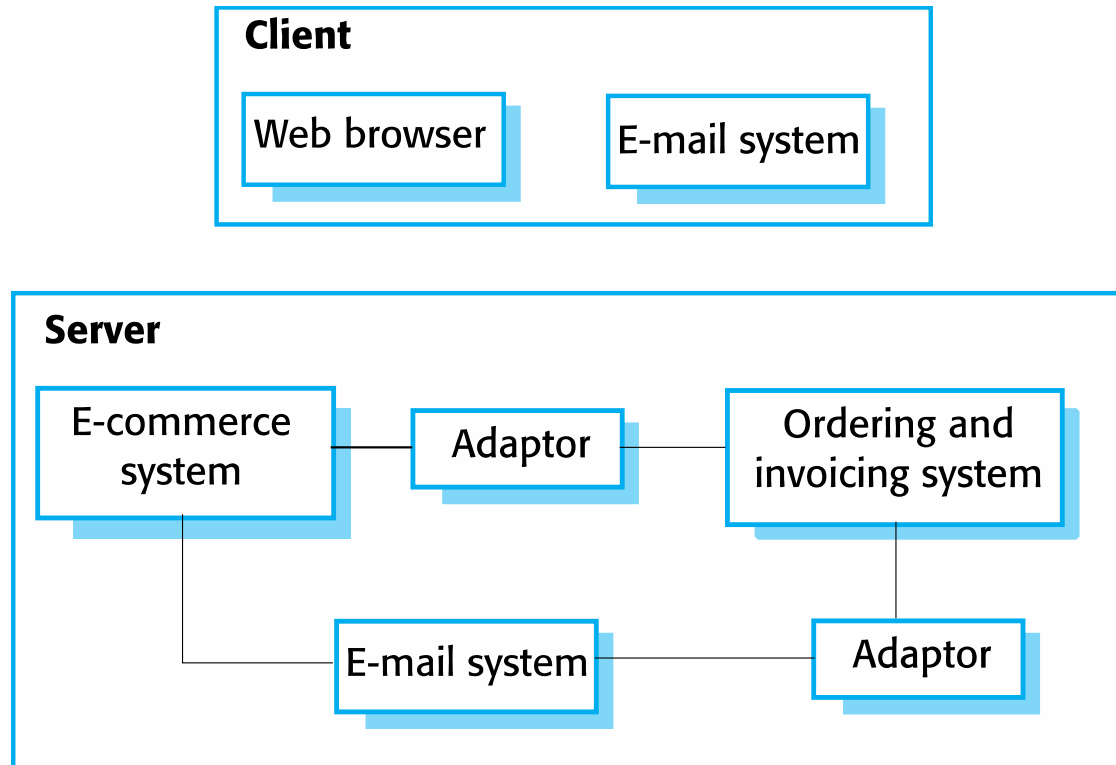 Client
Web browser
E-mail system
Server
E-commerce
system
Adaptor
Ordering and
invoicing system
E-mail system
Adaptor